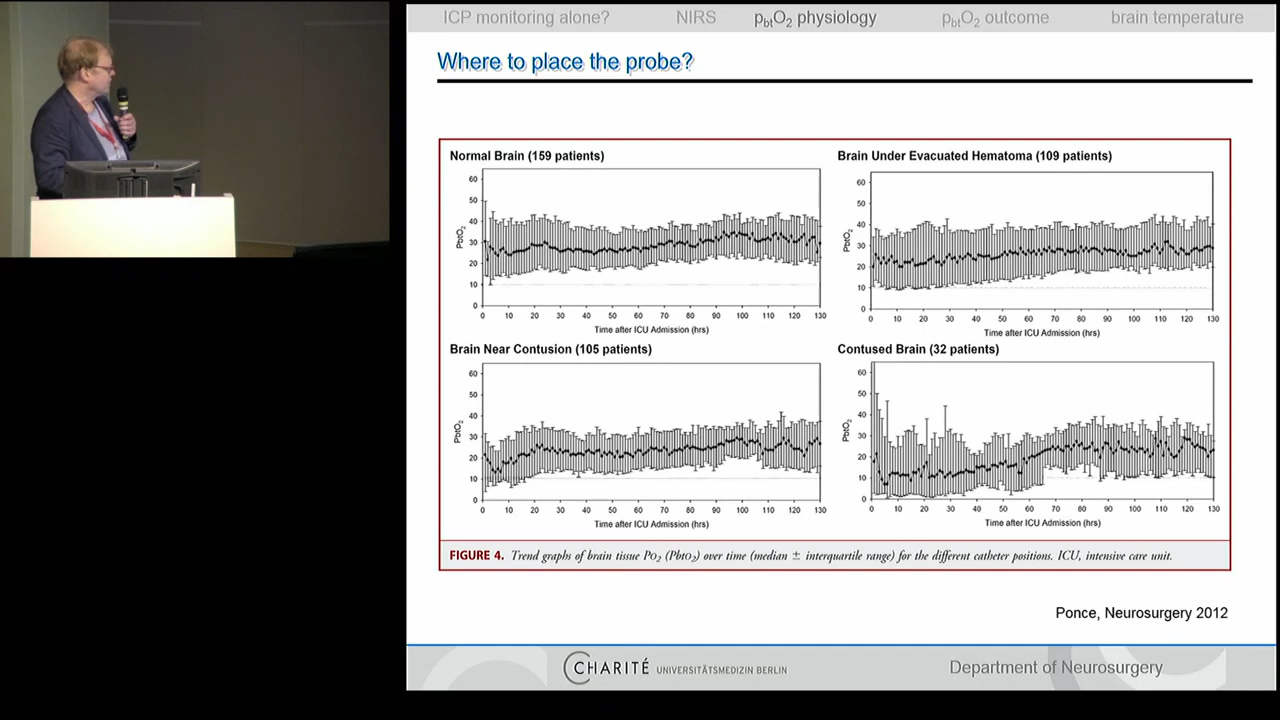 ICP monitoring alone? NIRS pbtO2 physiology pbtO2 outcome brain temperature
Where to place the probe?
Normal Brain (159 patients)
PbtO2
60
50
40
30
20
10
0
0 10 20 30 40 50 60 70 80 90 100 110 120 130
Time after ICU Admission (hrs)
Brain Under Evacuated Hematoma (109 patients)
PbtO2
60
50
40
30
20
10
0
0 10 20 30 40 50 60 70 80 90 100 110 120 130
Time after ICU Admission (hrs)
Brain Near Contusion (105 patients)
PbtO2
60
50
40
30
20
10
0
0 10 20 30 40 50 60 70 80 90 100 110 120 130
Time after ICU Admission (hrs)
Contused Brain (32 patients)
PbtO2
60
50
40
30
20
10
0
0 10 20 30 40 50 60 70 80 90 100 110 120 130
Time after ICU Admission (hrs)
FIGURE 4. Trend graphs of brain tissue PO2 (PbtO2) over time (median ± interquartile range) for the different catheter positions. ICU, intensive care unit.
Ponce, Neurosurgery 2012
CHARITÉ UNIVERSITÄTSMEDIZIN BERLIN
Department of Neurosurgery